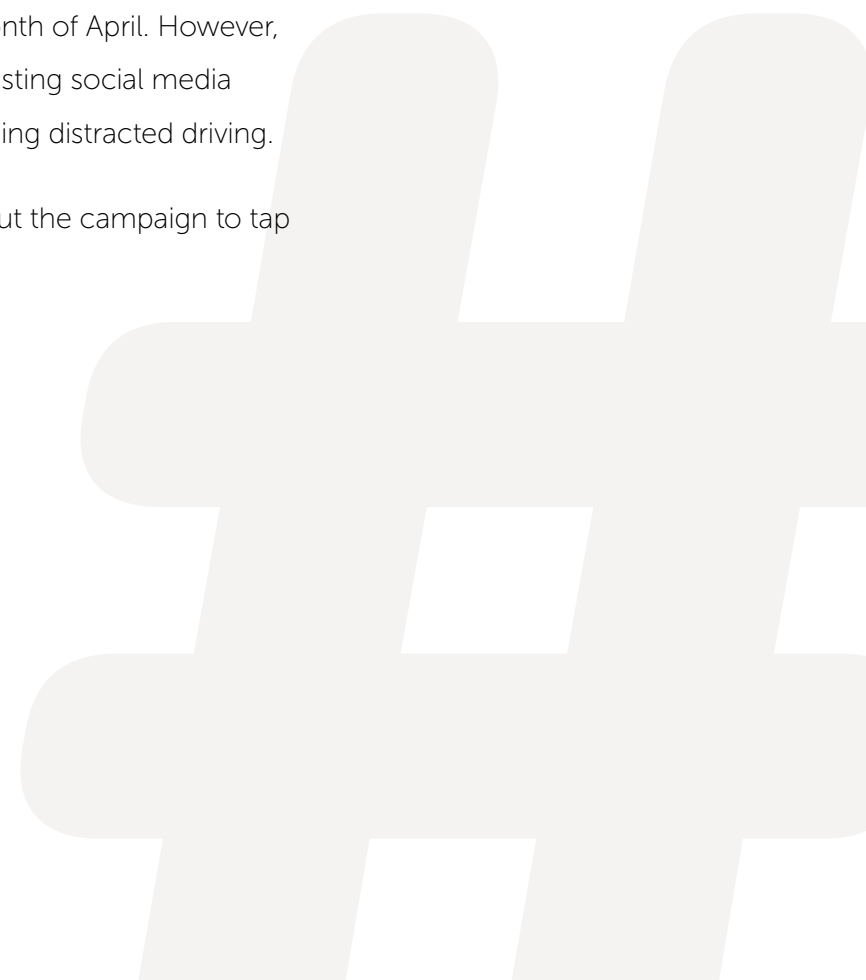 nth of April. However,
sting social media
ing distracted driving.
ut the campaign to tap
#